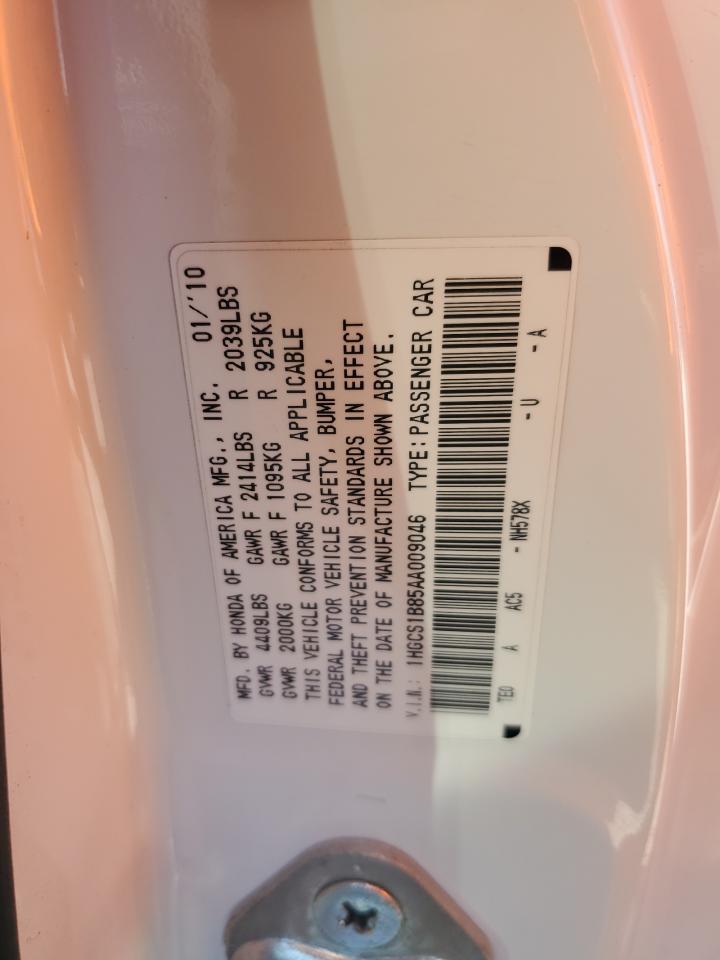 MFD. BY HONDA OF AMERICA MFG., INC. 01/'10
GVWR 4409LBS GAWR F 2414LBS R 2039LBS
GVWR 2000KG GAWR F 1095KG R 925KG
THIS VEHICLE CONFORMS TO ALL APPLICABLE
FEDERAL MOTOR VEHICLE SAFETY, BUMPER,
AND THEFT PREVENTION STANDARDS IN EFFECT
ON THE DATE OF MANUFACTURE SHOWN ABOVE.
V.I.N.: 1HGCS1B85AA009046 TYPE:PASSENGER CAR
TE0 A AC5 - NH578X - U - A